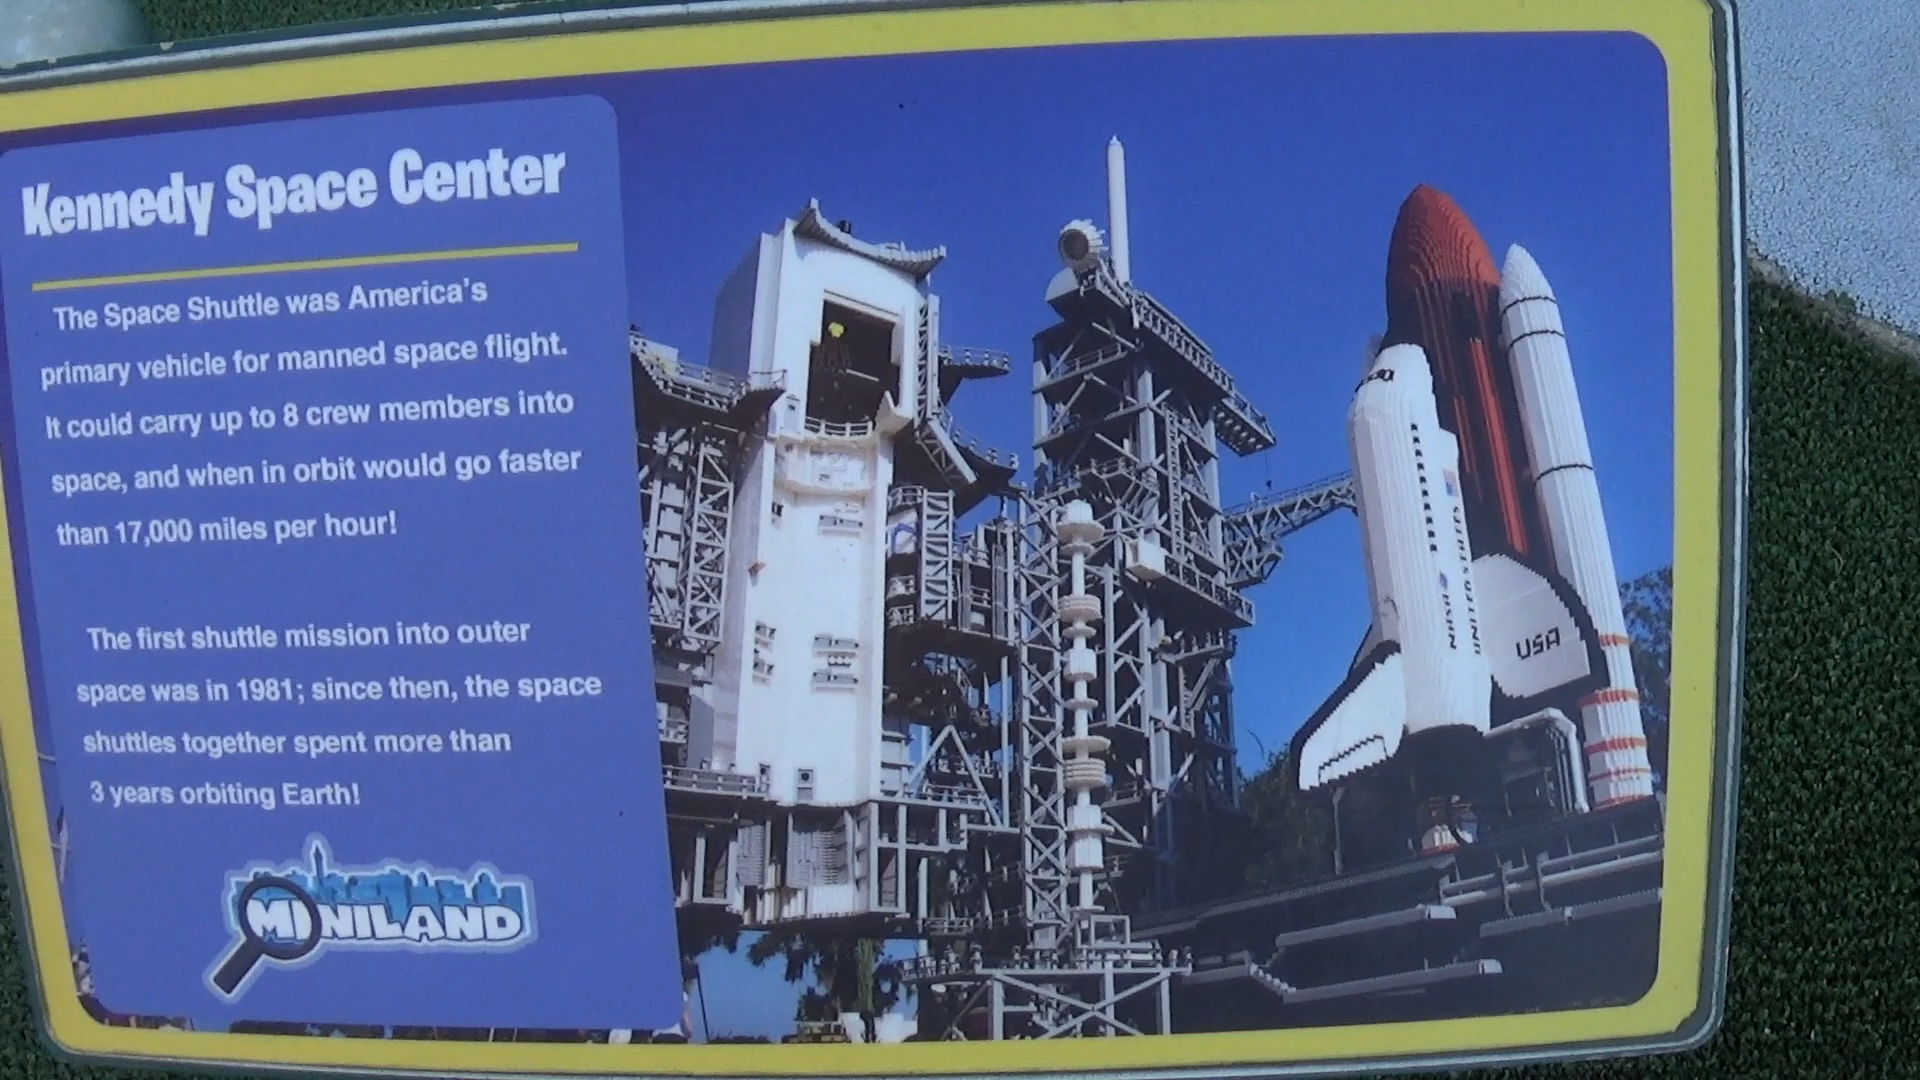 Kennedy Space Center
The Space Shuttle was America's
primary vehicle for manned space flight.
It could carry up to 8 crew members into
space, and when in orbit would go faster
than 17,000 miles per hour!
The first shuttle mission into outer
space was in 1981; since then, the space
shuttles together spent more than
3 years orbiting Earth!
MINILAND
NASA
UNITED STATES
USA